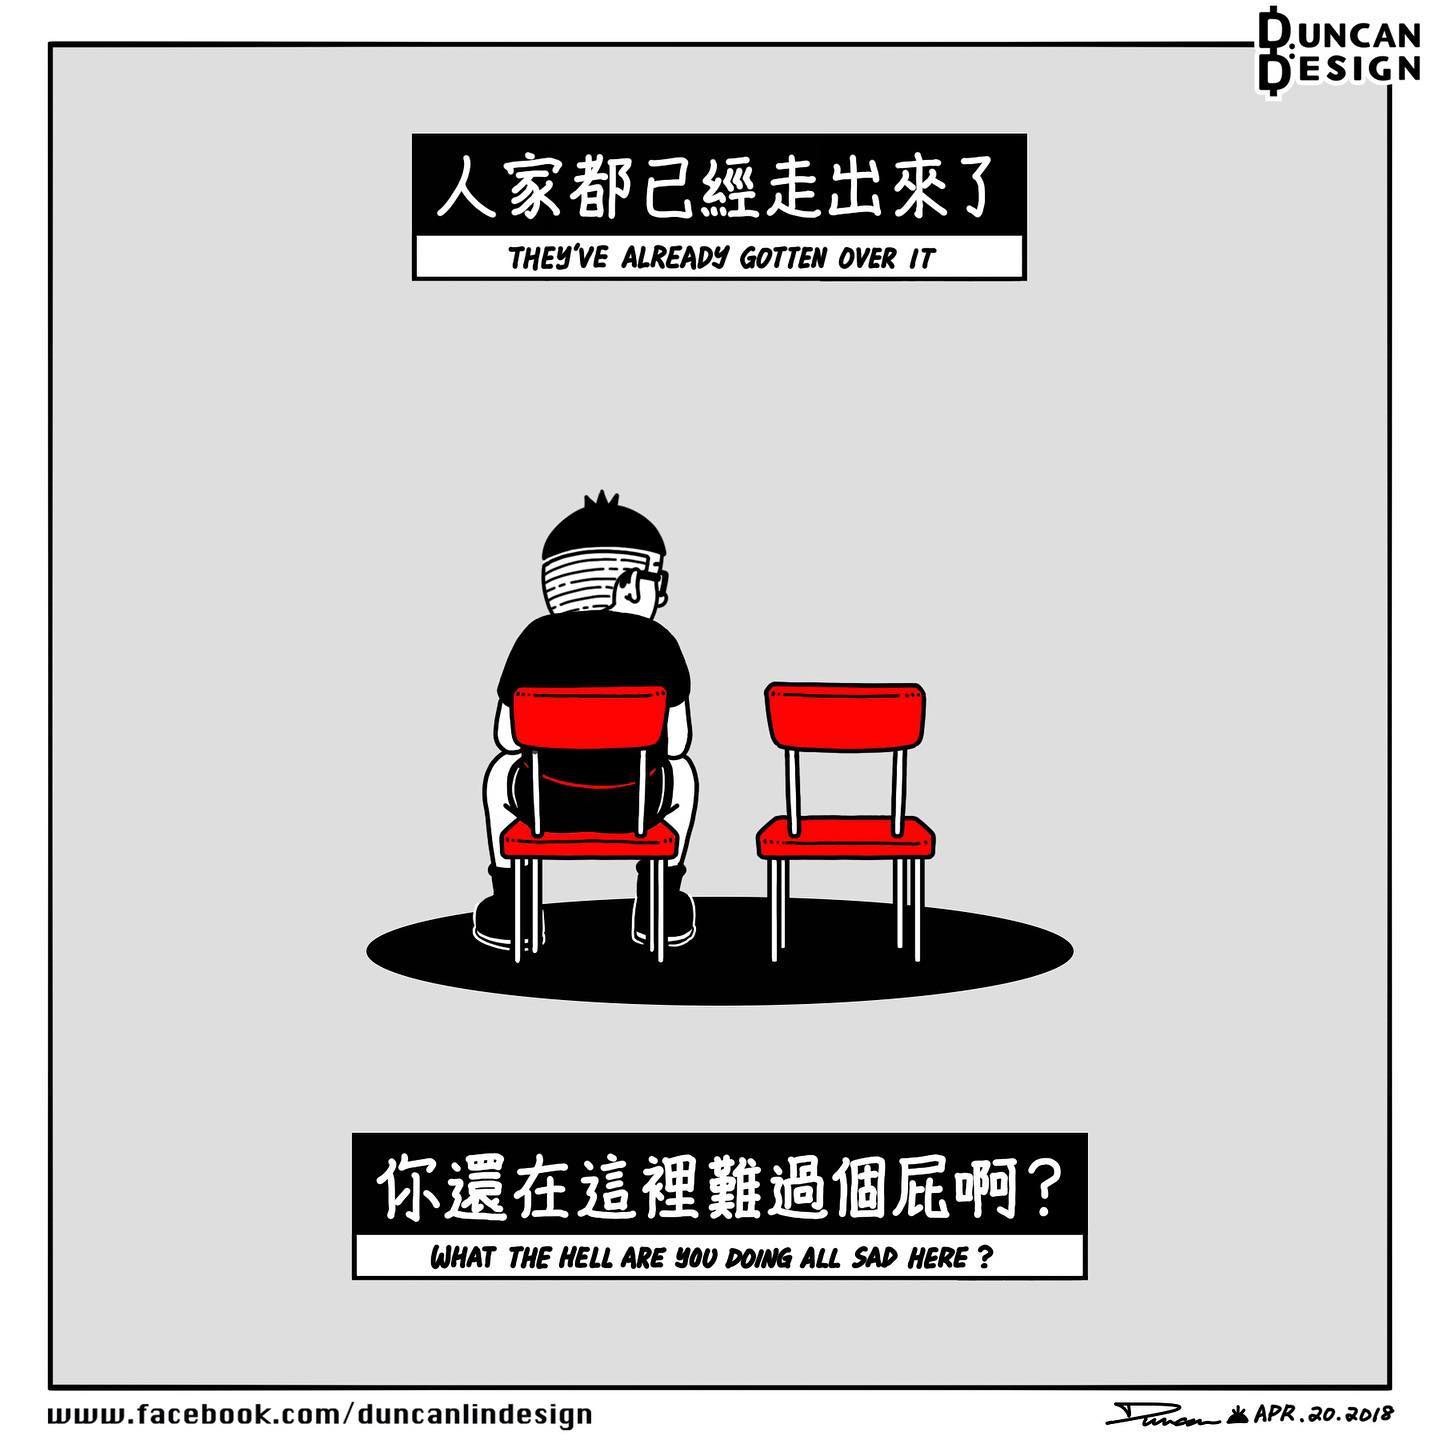 DUNCAN
DESIGN
人家都已經走出來了
THEY'VE ALREADY GOTTEN OVER IT
你還在這裡難過個屁啊?
WHAT THE HELL ARE YOU DOING ALL SAD HERE ?
www.facebook.com/duncanlindesign
Duncan APR.20.2018